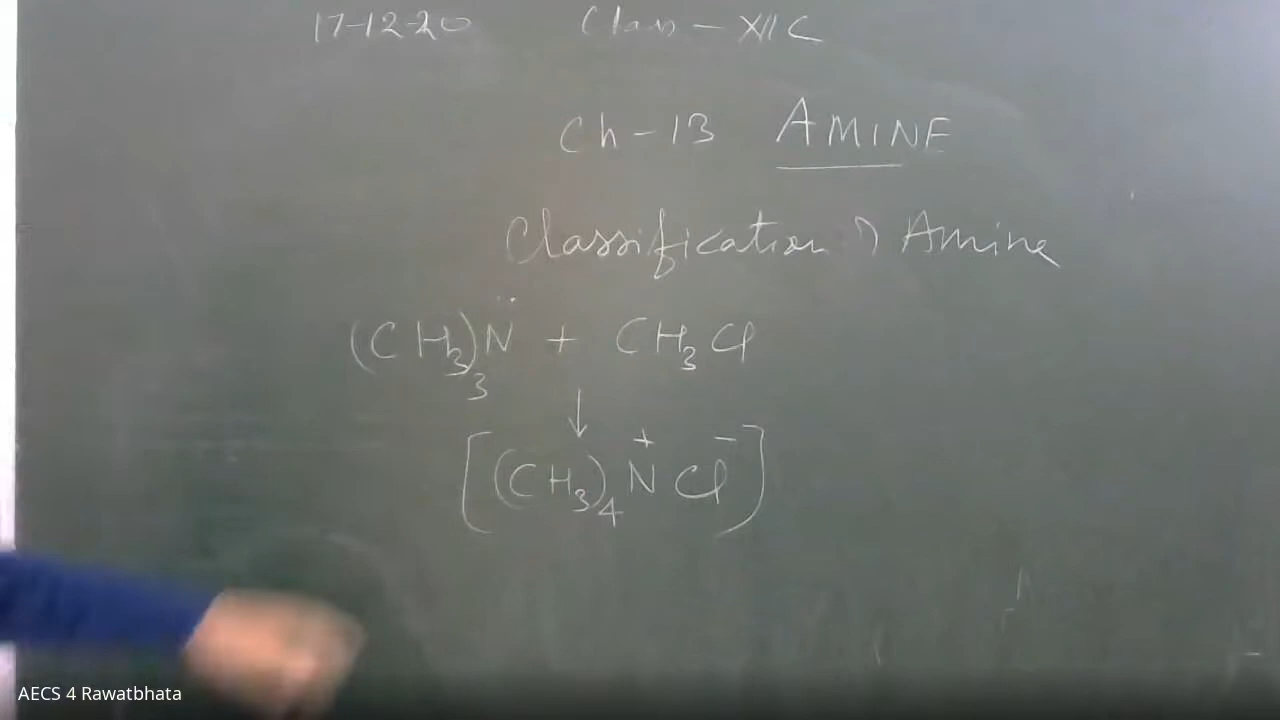 17-12-20 Class - XII C
Ch-13 AMINE
Classification of Amine
(CH3)3N̈ + CH3Cl
↓
[(CH3)4N⁺Cl⁻]
AECS 4 Rawatbhata